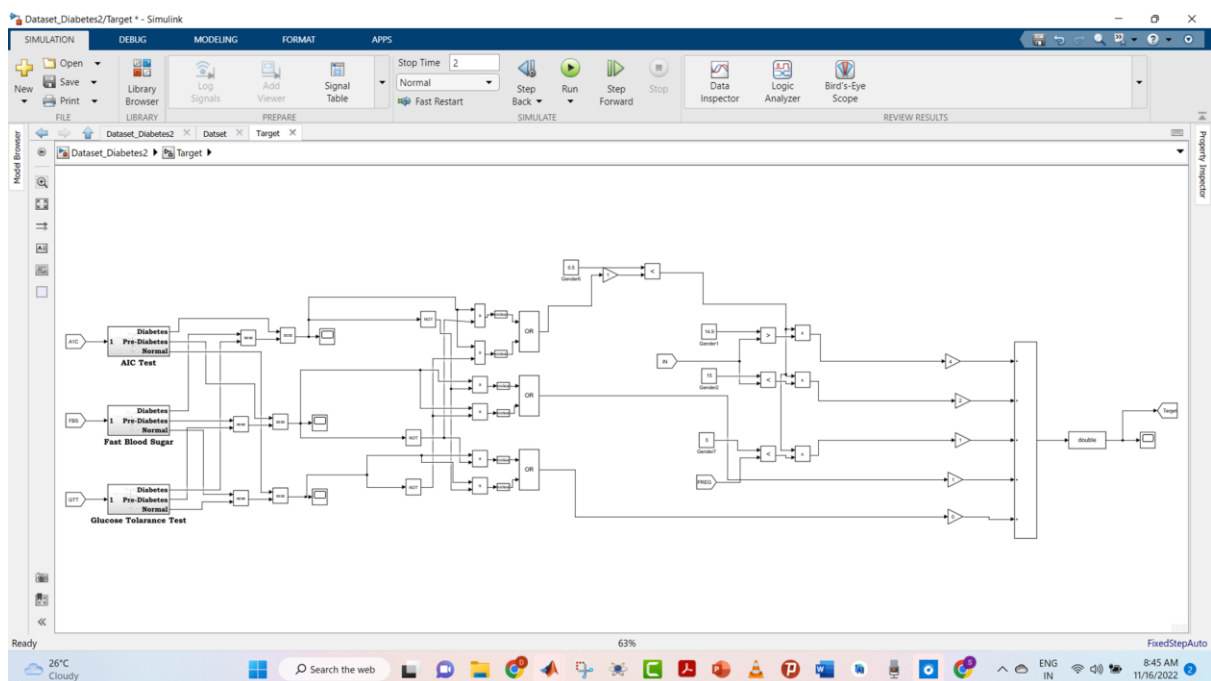 Dataset_Diabetes2/Target * - Simulink
SIMULATION DEBUG MODELING FORMAT APPS
New
Open
Save
Print
FILE
Library
Browser
LIBRARY
Log
Signals
Add
Viewer
Signal
Table
PREPARE
Stop Time 2
Normal
Fast Restart
Step
Back
Run
Step
Forward
Stop
SIMULATE
Data
Inspector
Logic
Analyzer
Bird's-Eye
Scope
REVIEW RESULTS
Dataset_Diabetes2 Datset Target
Dataset_Diabetes2 Target
Model Browser
Property Inspector
Gender6
A1C
1
Diabetes
Pre-Diabetes
Normal
AIC Test
FBS
1
Diabetes
Pre-Diabetes
Normal
Fast Blood Sugar
GTT
1
Diabetes
Pre-Diabetes
Normal
Glucose Tolarance Test
NOT
NOT
NOT
OR
OR
OR
IN
14.9
Gender1
15
Gender2
5
Gender7
PREG
double
Target
Ready
63%
FixedStepAuto
26°C
Cloudy
Search the web
ENG
IN
8:45 AM
11/16/2022
2